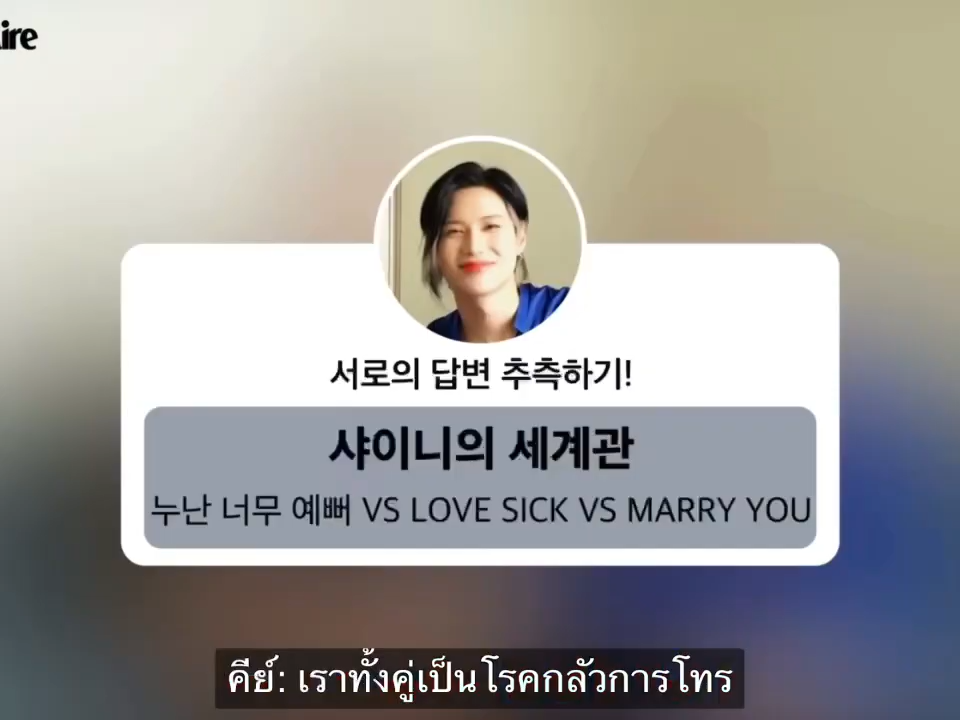 ire
서로의 답변 추측하기!
샤이니의 세계관
누난 너무 예뻐 VS LOVE SICK VS MARRY YOU
คีย์: เราทั้งคู่เป็นโรคกลัวการโทร